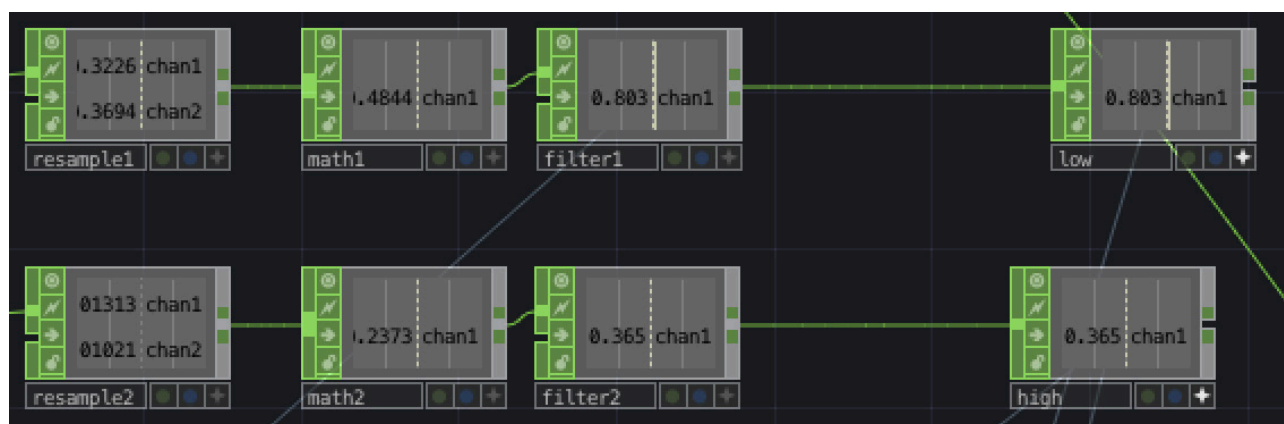 .3226 chan1
.3694 chan2
resample1
.4844 chan1
math1
0.803 chan1
filter1
0.803 chan1
low
01313 chan1
01021 chan2
resample2
.2373 chan1
math2
0.365 chan1
filter2
0.365 chan1
high